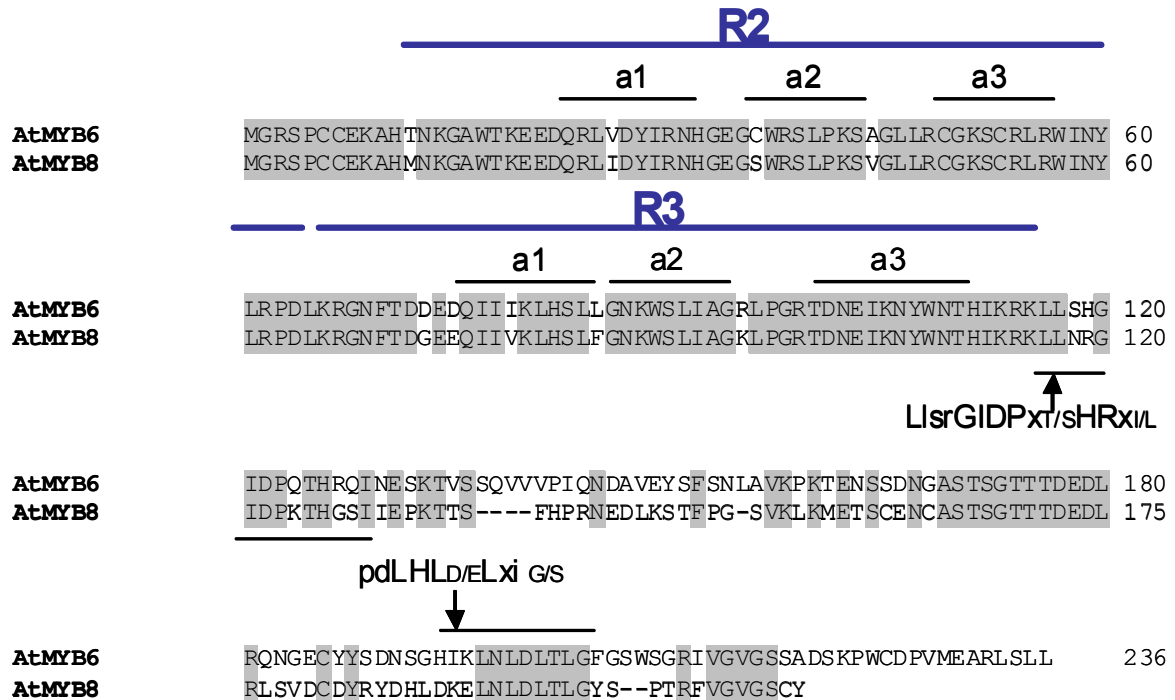 R2
a1 a2 a3
AtMYB6 MGRSPCCEKAHTNKGAWTKEEDQRLVDYIRNHGEGCWRSLPKSAGLLRCGKSCRLRWINY 60
AtMYB8 MGRSPCCEKAHMNKGAWTKEEDQRLIDYIRNHGEGSWRSLPKSVGLLRCGKSCRLRWINY 60
R3
a1 a2 a3
AtMYB6 LRPDLKRGNFTDDEDQIIIKLHSLLGNKWSLIAGRLPGRTDNEIKNYWNTHIKRKLLSHG 120
AtMYB8 LRPDLKRGNFTDGEEQIIVKLHSLFGNKWSLIAGKLPGRTDNEIKNYWNTHIKRKLLNRG 120
LlsrGIDPxT/SHRxI/L
AtMYB6 IDPQTHRQINESKTVSSQVVVPIQNDAVEYSFSNLAVKPKTENSSDNGASTSGTTTDEDL 180
AtMYB8 IDPKTHGSIIEPKTTS----FHPRNEDLKSTFPG-SVKLKMETSCENCASTSGTTTDEDL 175
pdLHLD/ELxi G/S
AtMYB6 RQNGECYYSDNSGHIKLNLDLTLGFGSWSGRIVGVGSSADSKPWCDPVMEARLSLL 236
AtMYB8 RLSVDCDYRYDHLDKELNLDLTLGYS--PTRFVGVGSCY